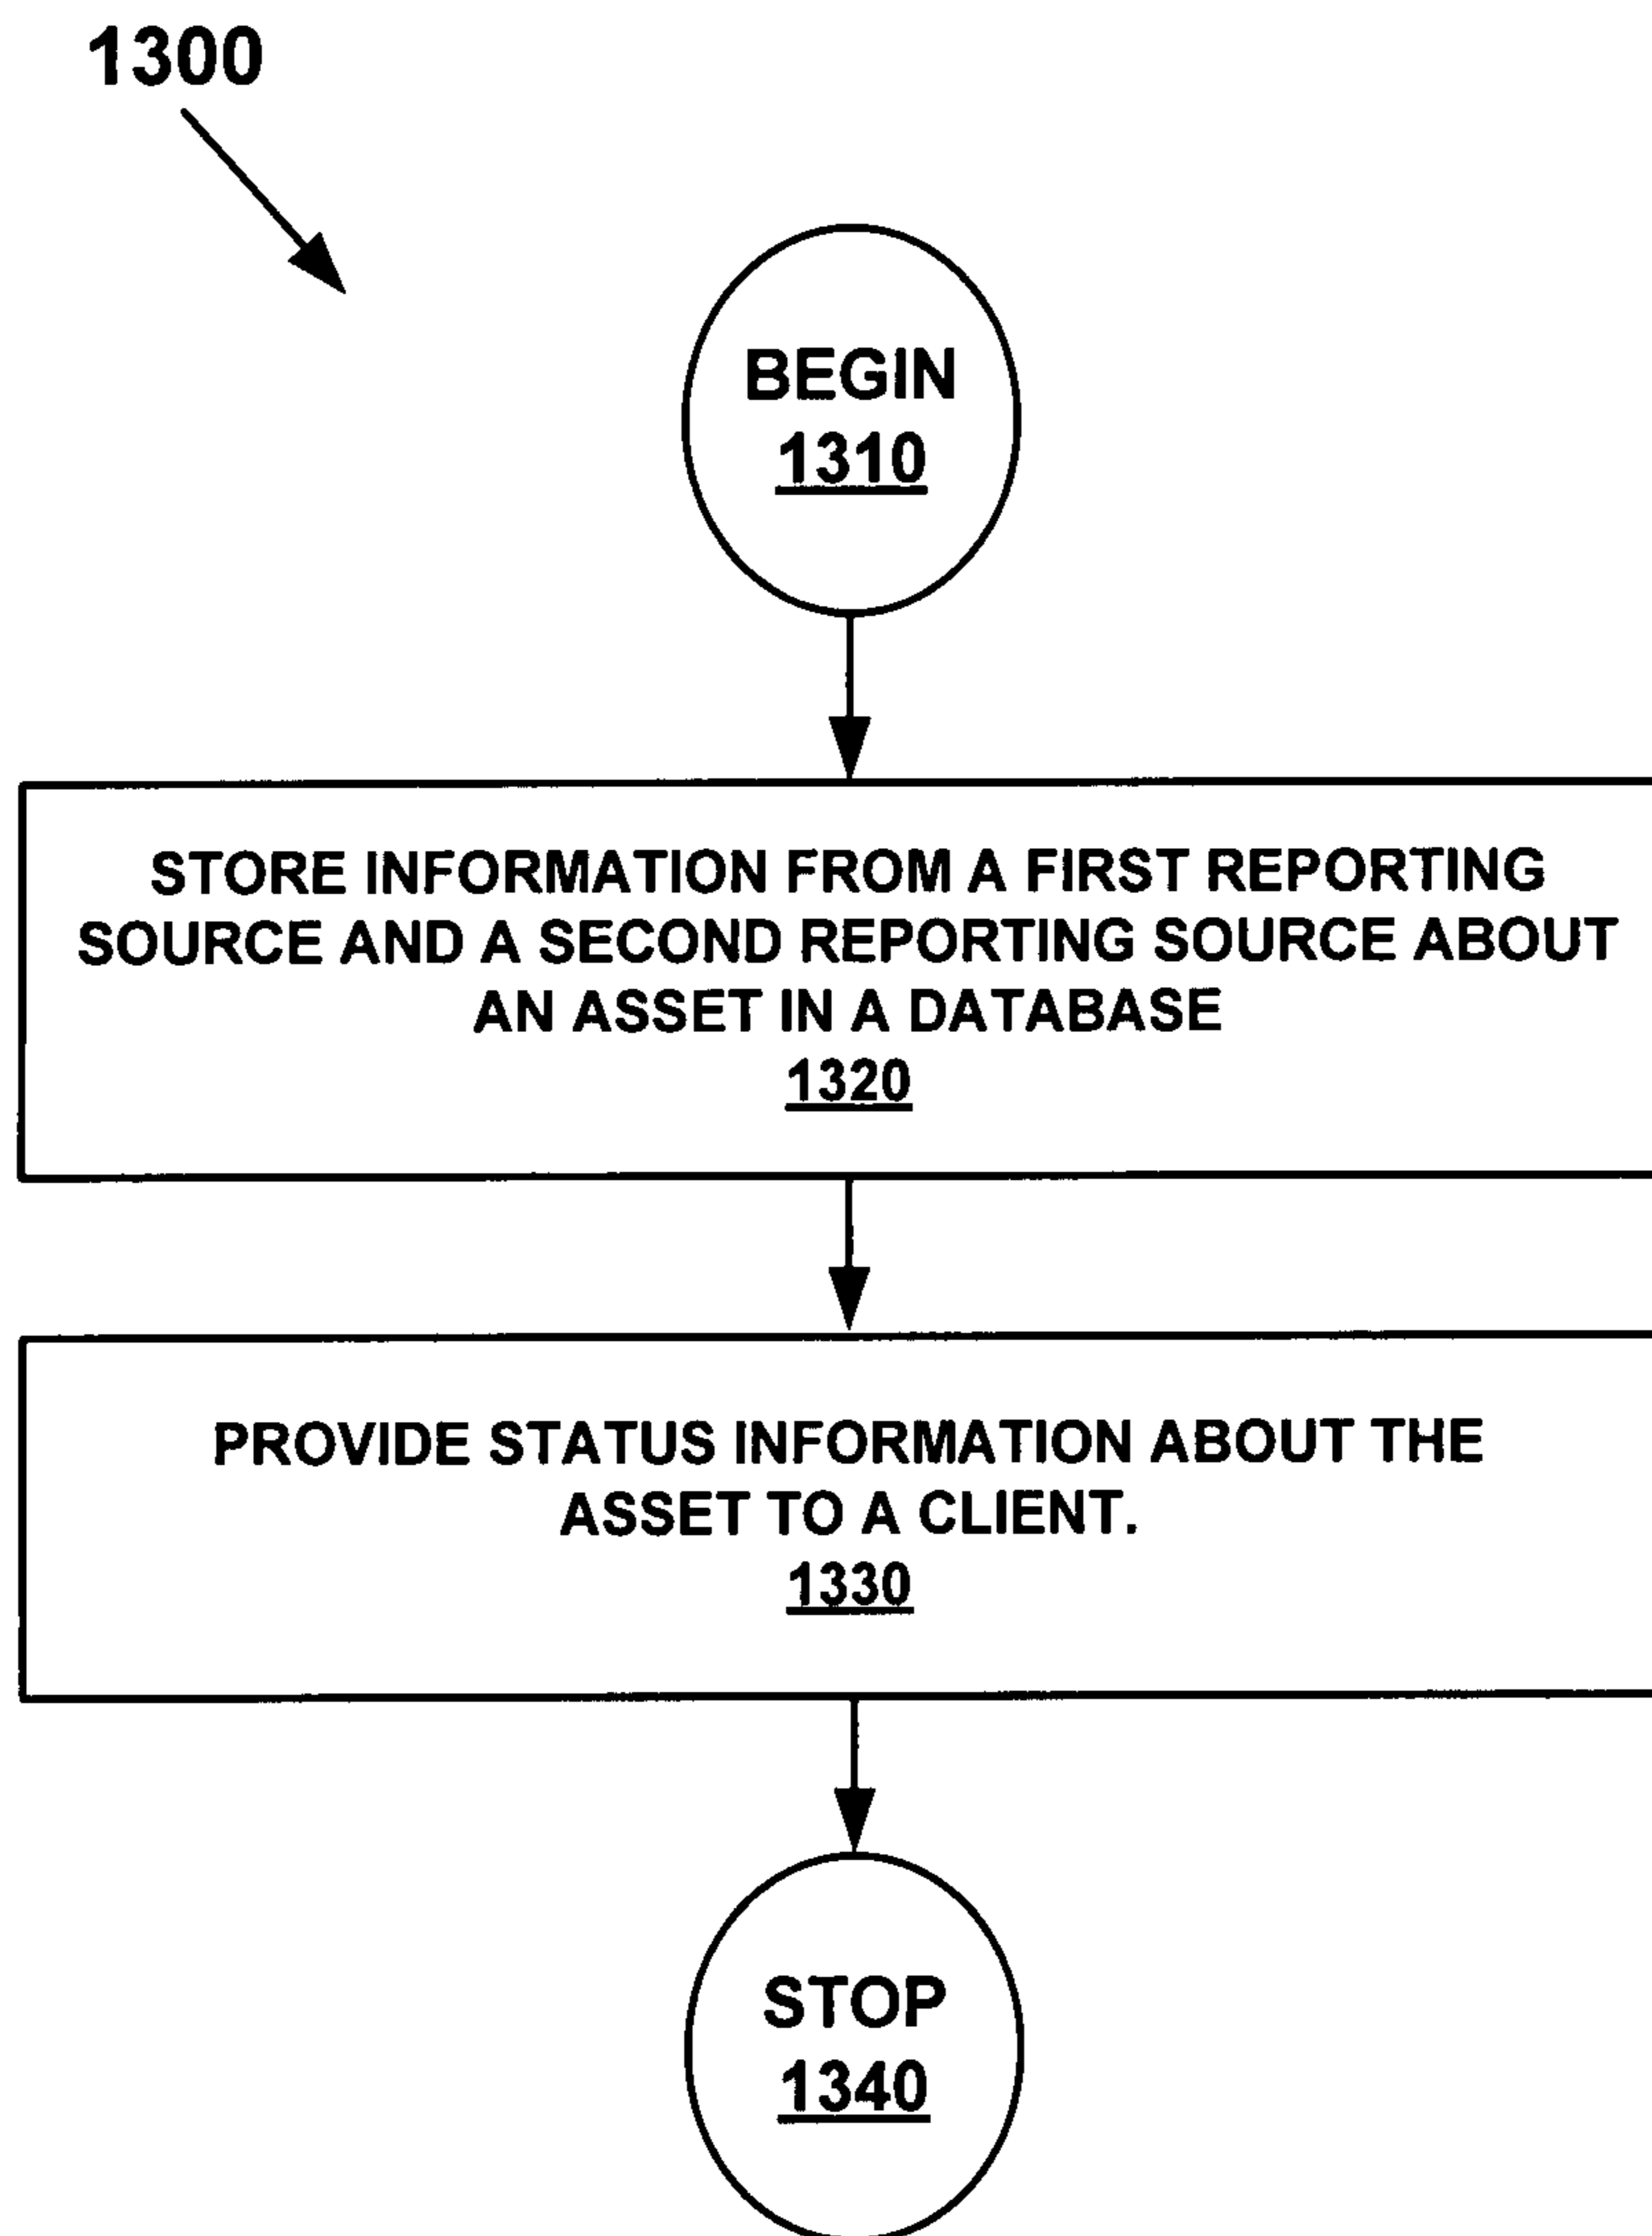 1300
BEGIN
1310
STORE INFORMATION FROM A FIRST REPORTING
SOURCE AND A SECOND REPORTING SOURCE ABOUT
AN ASSET IN A DATABASE
1320
PROVIDE STATUS INFORMATION ABOUT THE
ASSET TO A CLIENT.
1330
STOP
1340